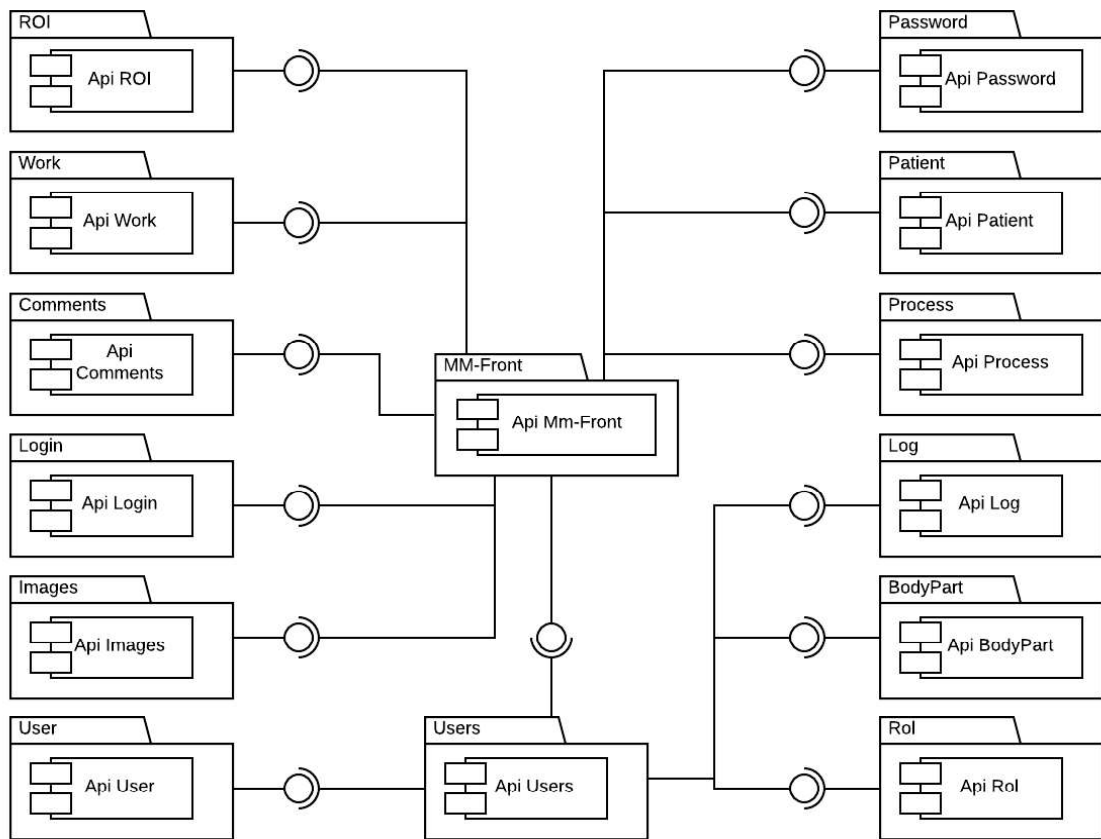 ROI
Api ROI
Password
Api Password
Work
Api Work
Patient
Api Patient
Comments
Api
Comments
Process
Api Process
MM-Front
Api Mm-Front
Login
Api Login
Log
Api Log
Images
Api Images
BodyPart
Api BodyPart
User
Api User
Users
Api Users
Rol
Api Rol